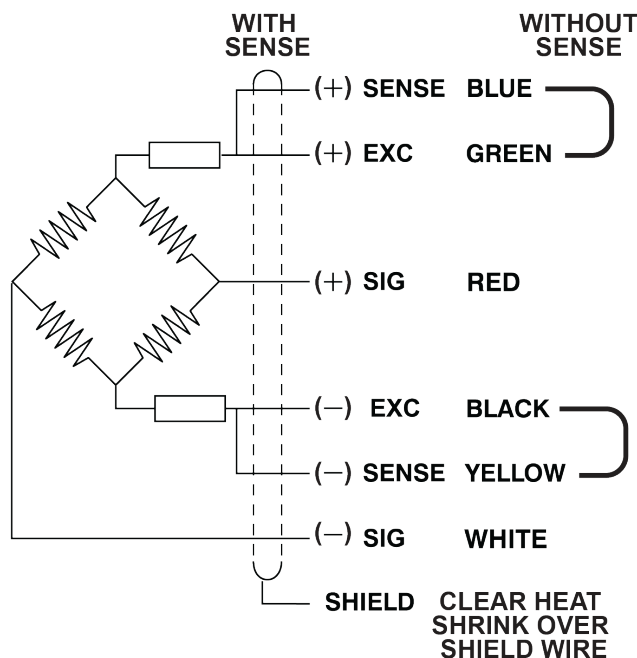 WITH
SENSE
WITHOUT
SENSE
(+) SENSE BLUE
(+) EXC GREEN
(+) SIG RED
(−) EXC BLACK
(−) SENSE YELLOW
(−) SIG WHITE
SHIELD CLEAR HEAT
SHRINK OVER
SHIELD WIRE